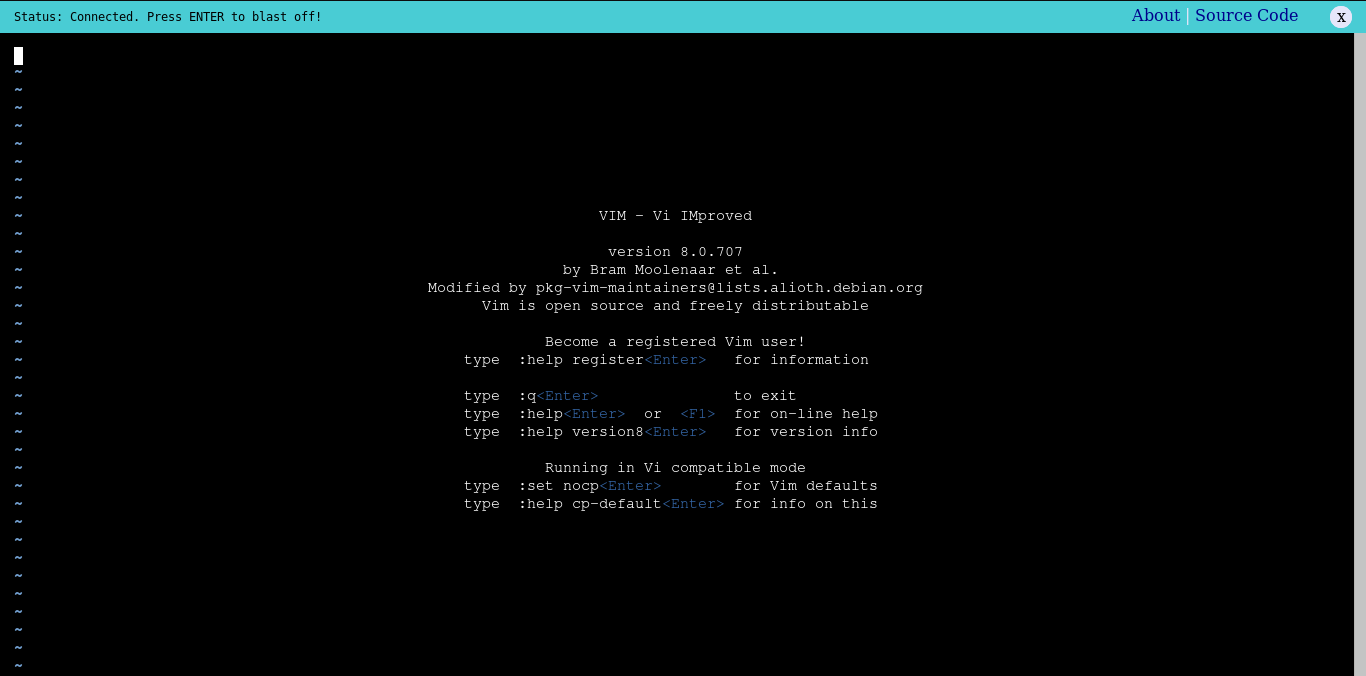 Status: Connected. Press ENTER to blast off!
About | Source Code
x
~
~
~
~
~
~
~
~
~ VIM - Vi IMproved
~
~ version 8.0.707
~ by Bram Moolenaar et al.
~ Modified by pkg-vim-maintainers@lists.alioth.debian.org
~ Vim is open source and freely distributable
~
~ Become a registered Vim user!
~ type :help register<Enter> for information
~
~ type :q<Enter> to exit
~ type :help<Enter> or <F1> for on-line help
~ type :help version8<Enter> for version info
~
~ Running in Vi compatible mode
~ type :set nocp<Enter> for Vim defaults
~ type :help cp-default<Enter> for info on this
~
~
~
~
~
~
~
~
~